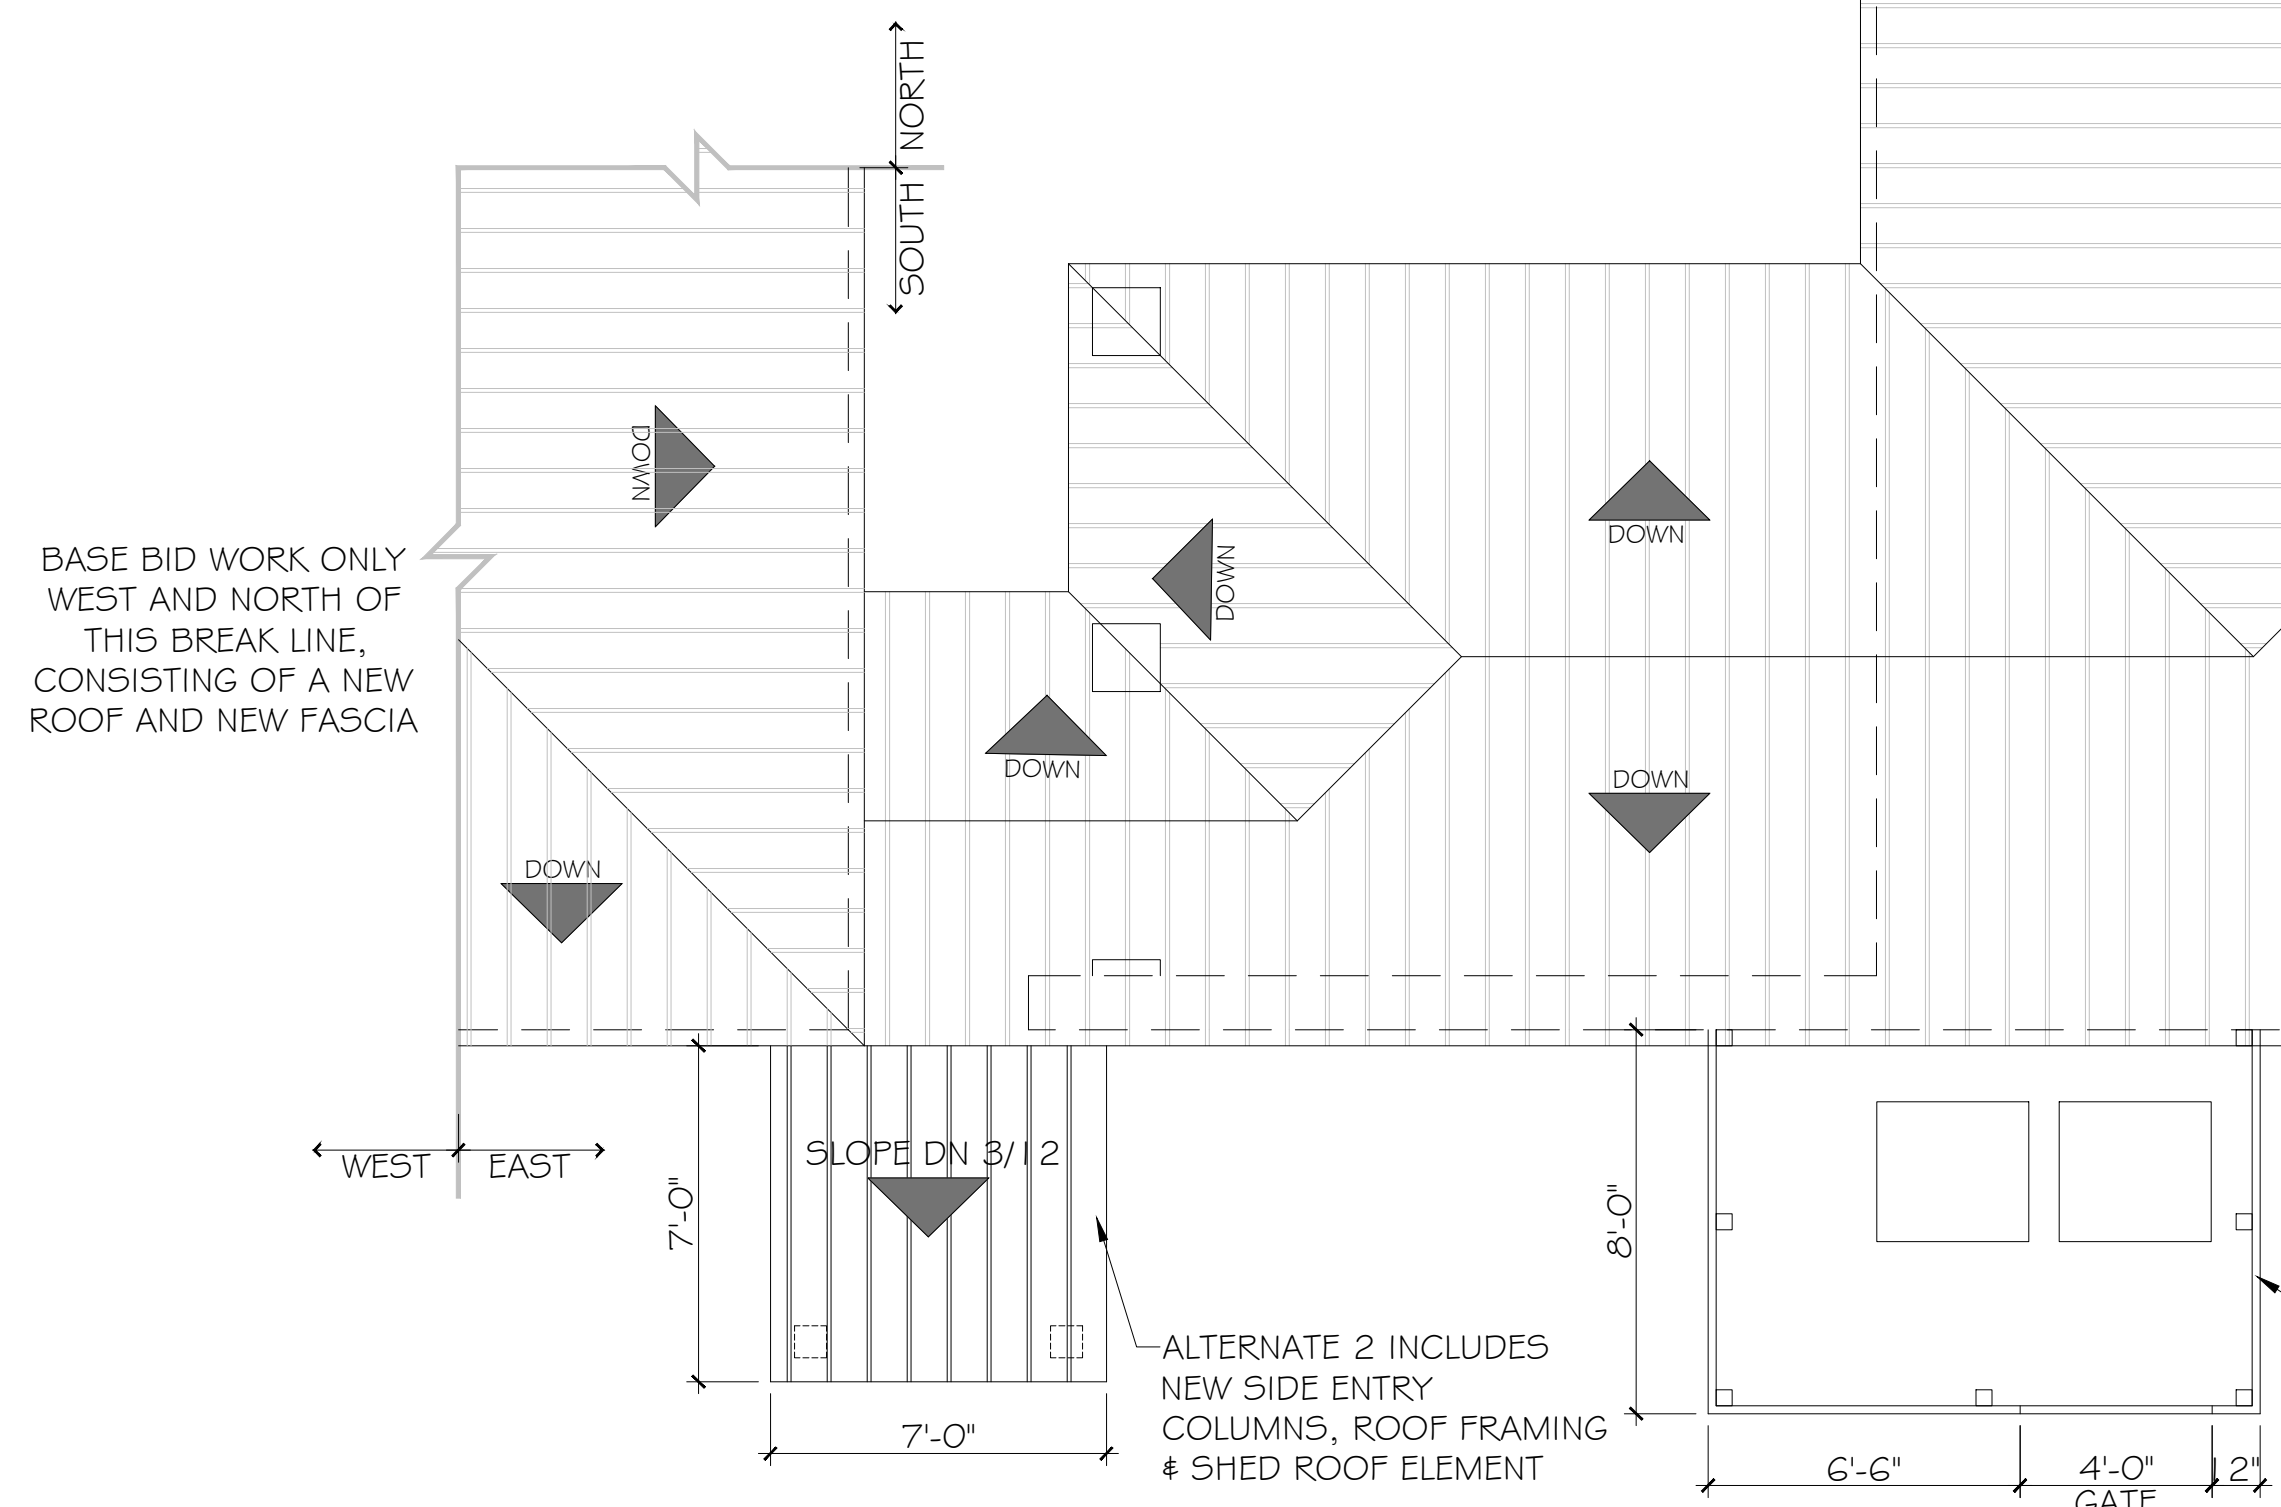 NORTH
SOUTH
DOWN
BASE BID WORK ONLY
WEST AND NORTH OF
THIS BREAK LINE,
CONSISTING OF A NEW
ROOF AND NEW FASCIA
DOWN
DOWN
DOWN
DOWN
DOWN
WEST
EAST
SLOPE DN 3/12
7'-0"
8'-0"
ALTERNATE 2 INCLUDES
NEW SIDE ENTRY
COLUMNS, ROOF FRAMING
& SHED ROOF ELEMENT
7'-0"
6'-6"
4'-0"
GATE
12"